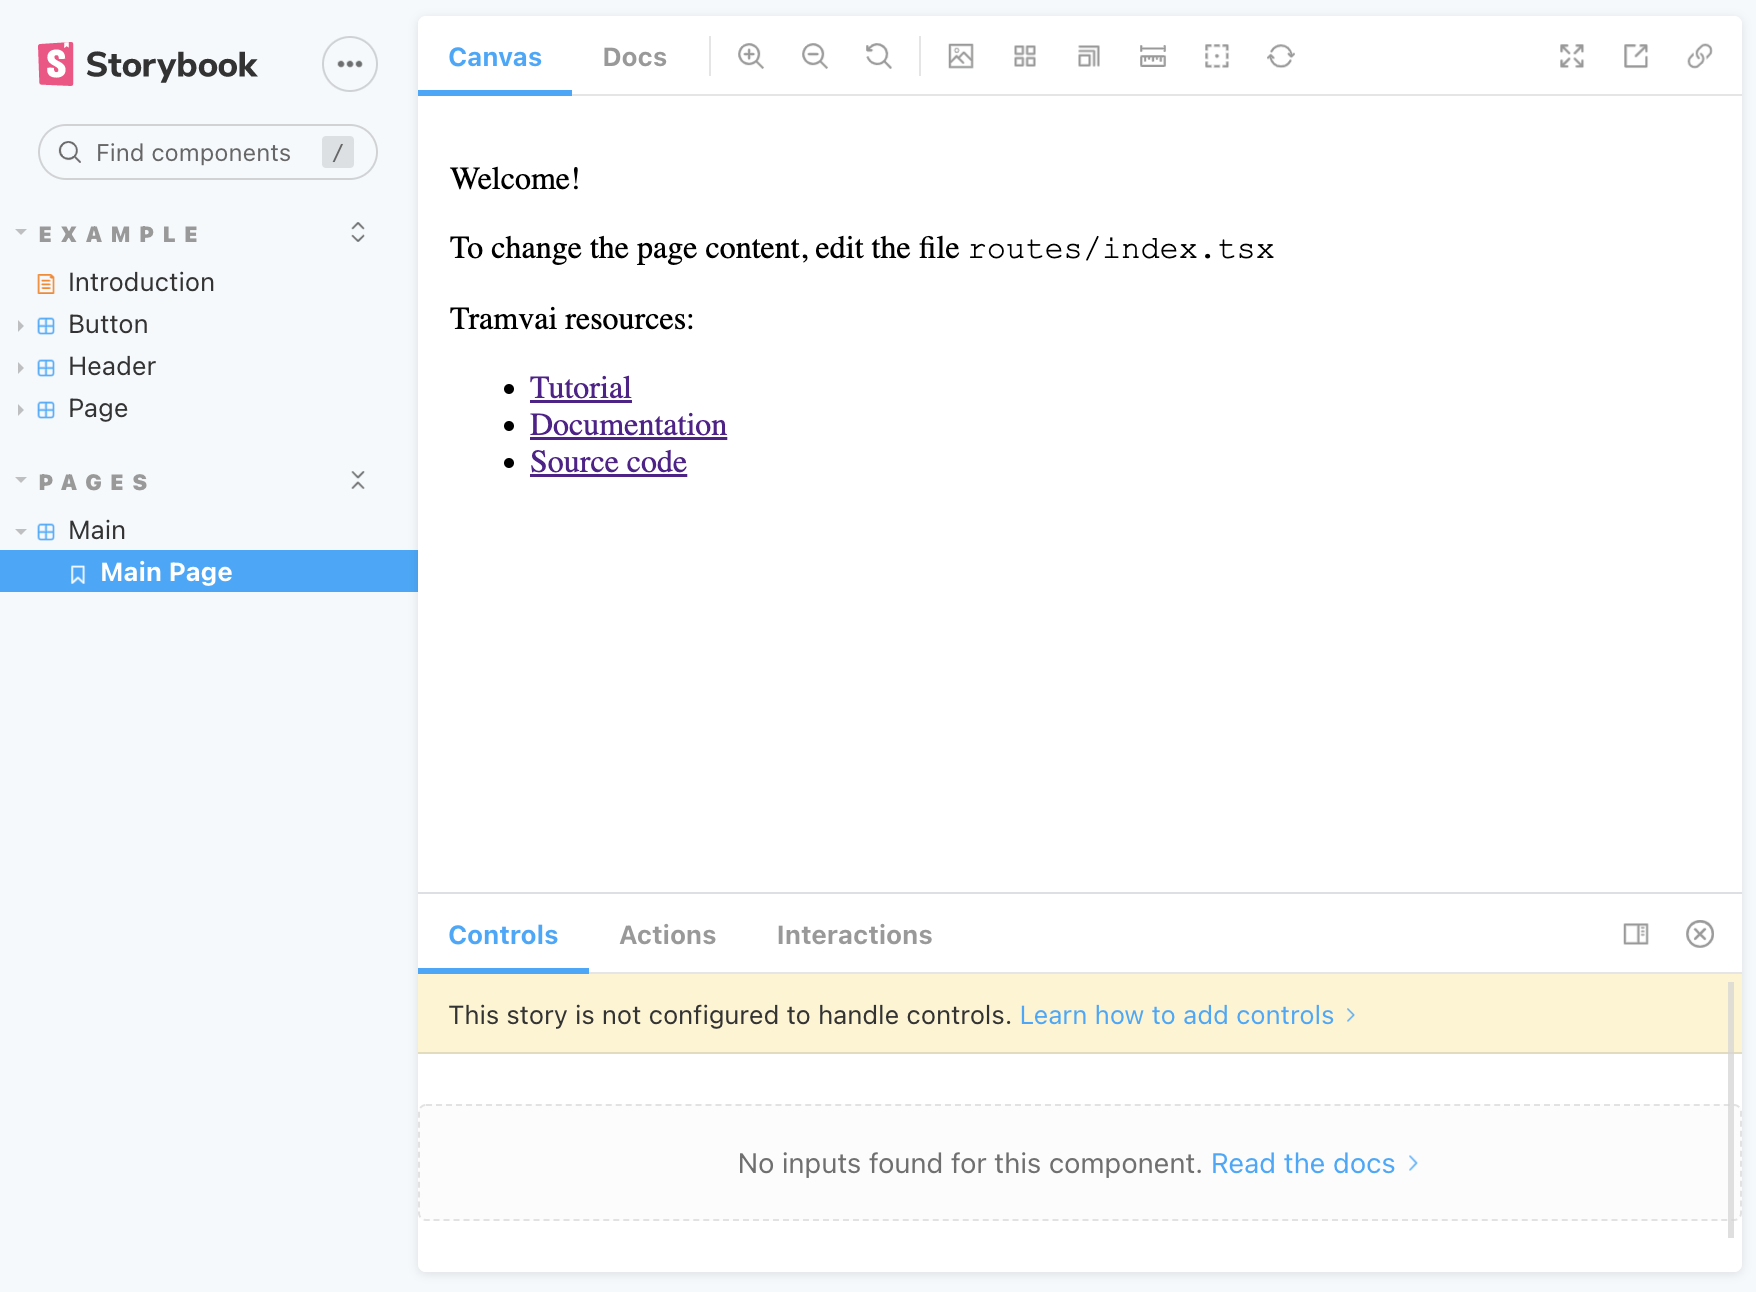 Storybook
Find components /
EXAMPLE
Introduction
Button
Header
Page
PAGES
Main
Main Page
Canvas Docs
Welcome!
To change the page content, edit the file routes/index.tsx
Tramvai resources:
Tutorial
Documentation
Source code
Controls Actions Interactions
This story is not configured to handle controls. Learn how to add controls
No inputs found for this component. Read the docs